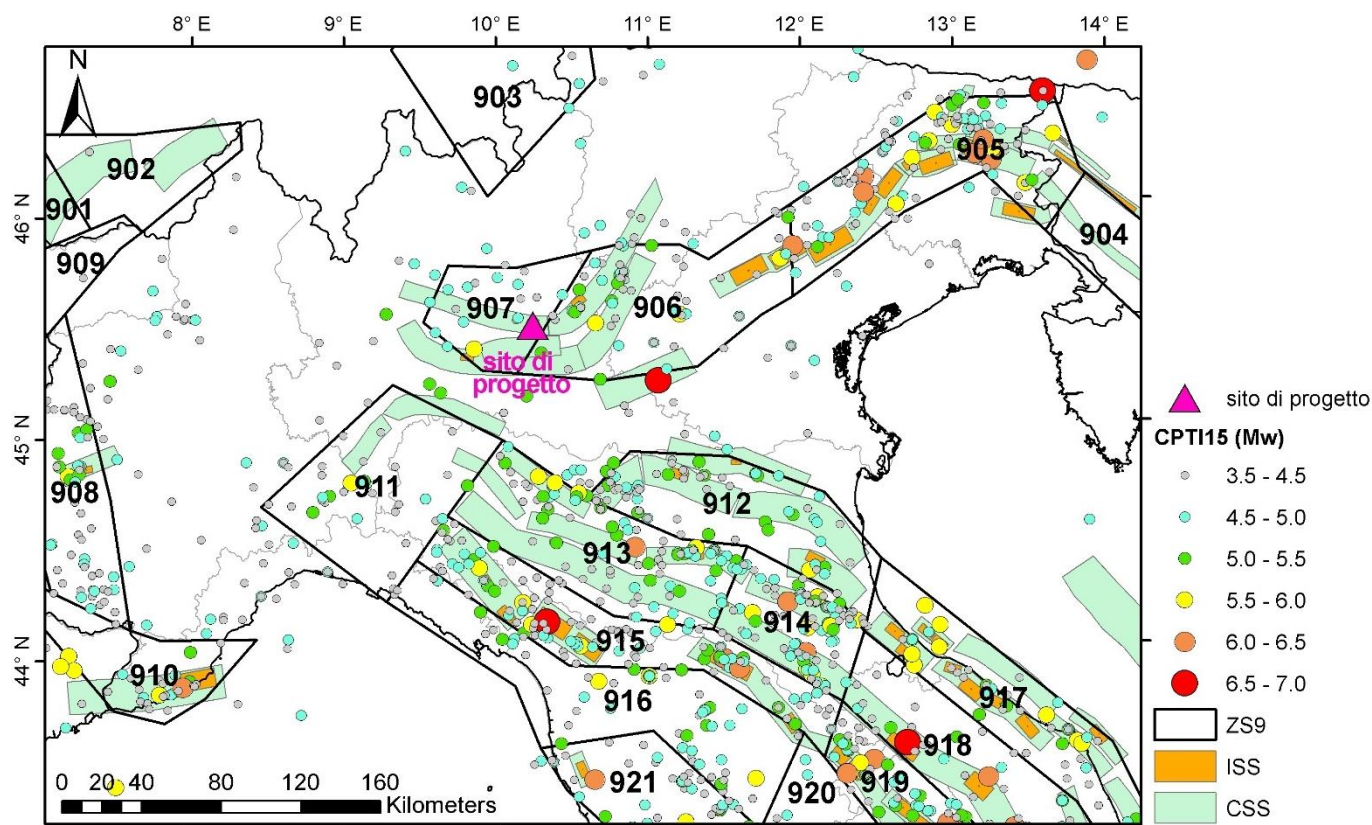 8° E 9° E 10° E 11° E 12° E 13° E 14° E
N
903
902
905
901
46° N
904
909
907
906
sito di
progetto
45° N
908
911
912
913
914
44° N
915
910
916
917
918
921
919
920
0 20 40 80 120 160
Kilometers
sito di progetto
CPTI15 (Mw)
3.5 - 4.5
4.5 - 5.0
5.0 - 5.5
5.5 - 6.0
6.0 - 6.5
6.5 - 7.0
ZS9
ISS
CSS